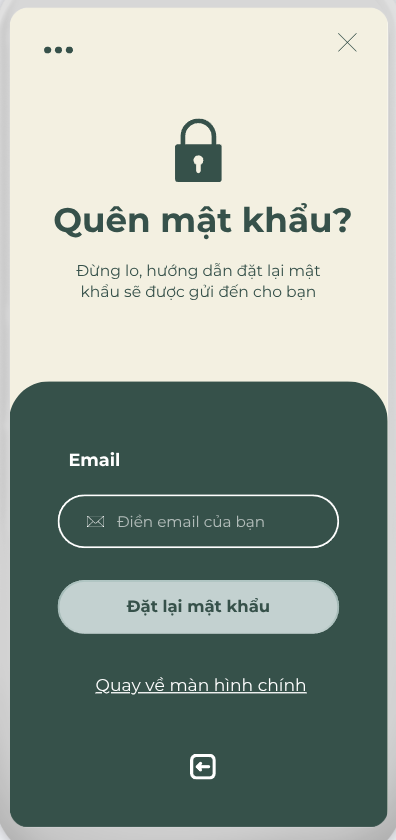 Quên mật khẩu?
Đừng lo, hướng dẫn đặt lại mật
khẩu sẽ được gửi đến cho bạn
Email
Điền email của bạn
Đặt lại mật khẩu
Quay về màn hình chính